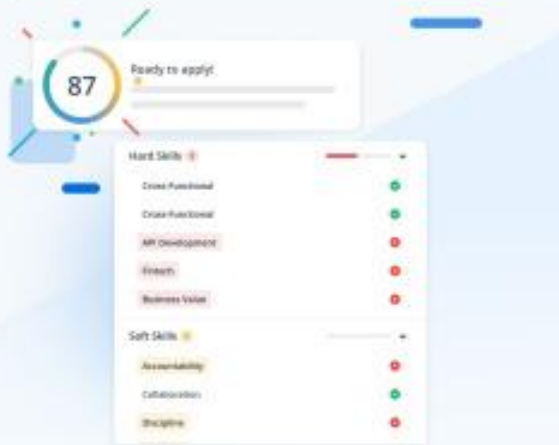 87
Ready to apply!
Hard Skills
Cross Functional
Cross-Functional
API Development
Fintech
Business Value
Soft Skills
Accountability
Collaboration
Discipline